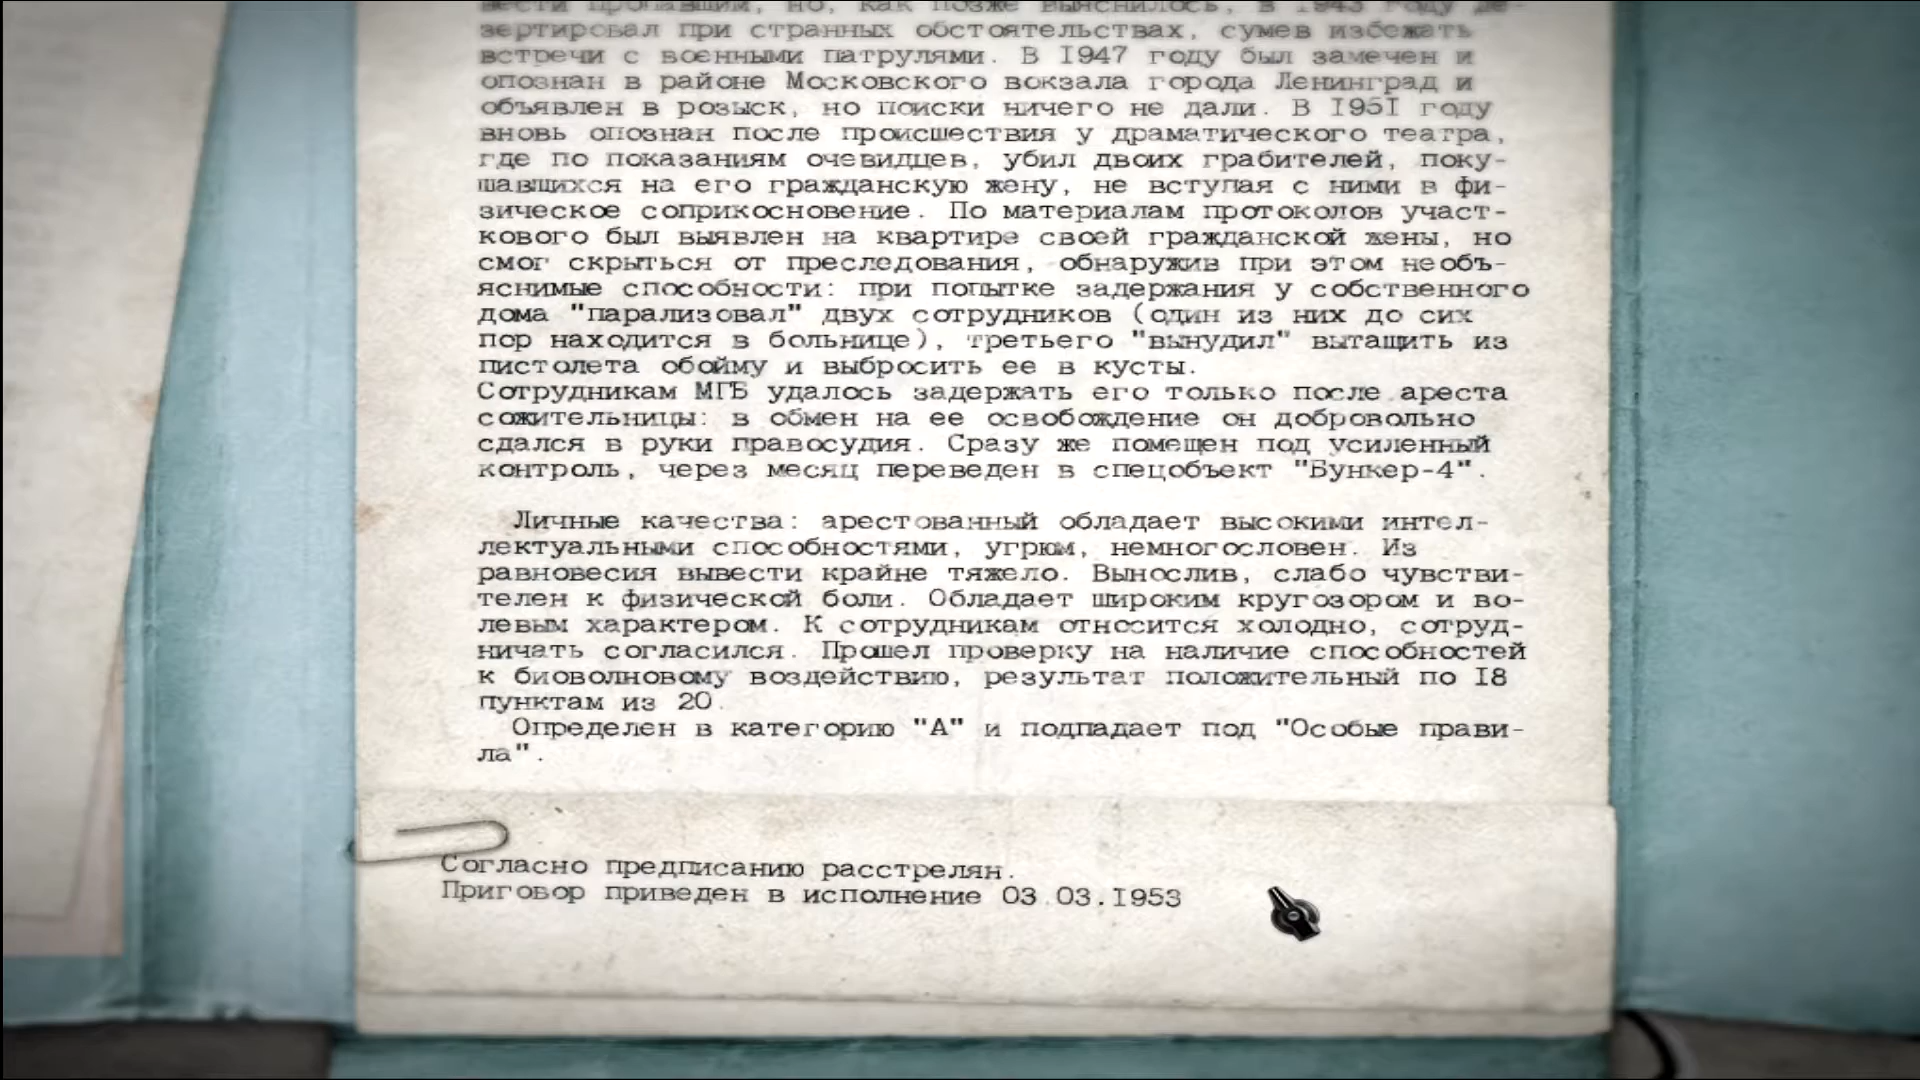 вести пропавшим, но, как позже выяснилось, в 1943 году де-
зертировал при странных обстоятельствах, сумев избежать
встречи с военными патрулями. В 1947 году был замечен и
опознан в районе Московского вокзала города Ленинград и
объявлен в розыск, но поиски ничего не дали. В 1951 году
вновь опознан после происшествия у драматического театра,
где по показаниям очевидцев, убил двоих грабителей, поку-
шавшихся на его гражданскую жену, не вступая с ними в фи-
зическое соприкосновение. По материалам протоколов участ-
кового был выявлен на квартире своей гражданской жены, но
смог скрыться от преследования, обнаружив при этом необъ-
яснимые способности: при попытке задержания у собственного
дома "парализовал" двух сотрудников (один из них до сих
пор находится в больнице), третьего "вынудил" вытащить из
пистолета обойму и выбросить ее в кусты.
Сотрудникам МГБ удалось задержать его только после ареста
сожительницы: в обмен на ее освобождение он добровольно
сдался в руки правосудия. Сразу же помещен под усиленный
контроль, через месяц переведен в спецобъект "Бункер-4".
Личные качества: арестованный обладает высокими интел-
лектуальными способностями, угрюм, немногословен. Из
равновесия вывести крайне тяжело. Вынослив, слабо чувстви-
телен к физической боли. Обладает широким кругозором и во-
левым характером. К сотрудникам относится холодно, сотруд-
ничать согласился. Прошел проверку на наличие способностей
к биоволновому воздействию, результат положительный по 18
пунктам из 20.
Определен в категорию "А" и подпадает под "Особые прави-
ла".
Согласно предписанию расстрелян.
Приговор приведен в исполнение 03.03.1953